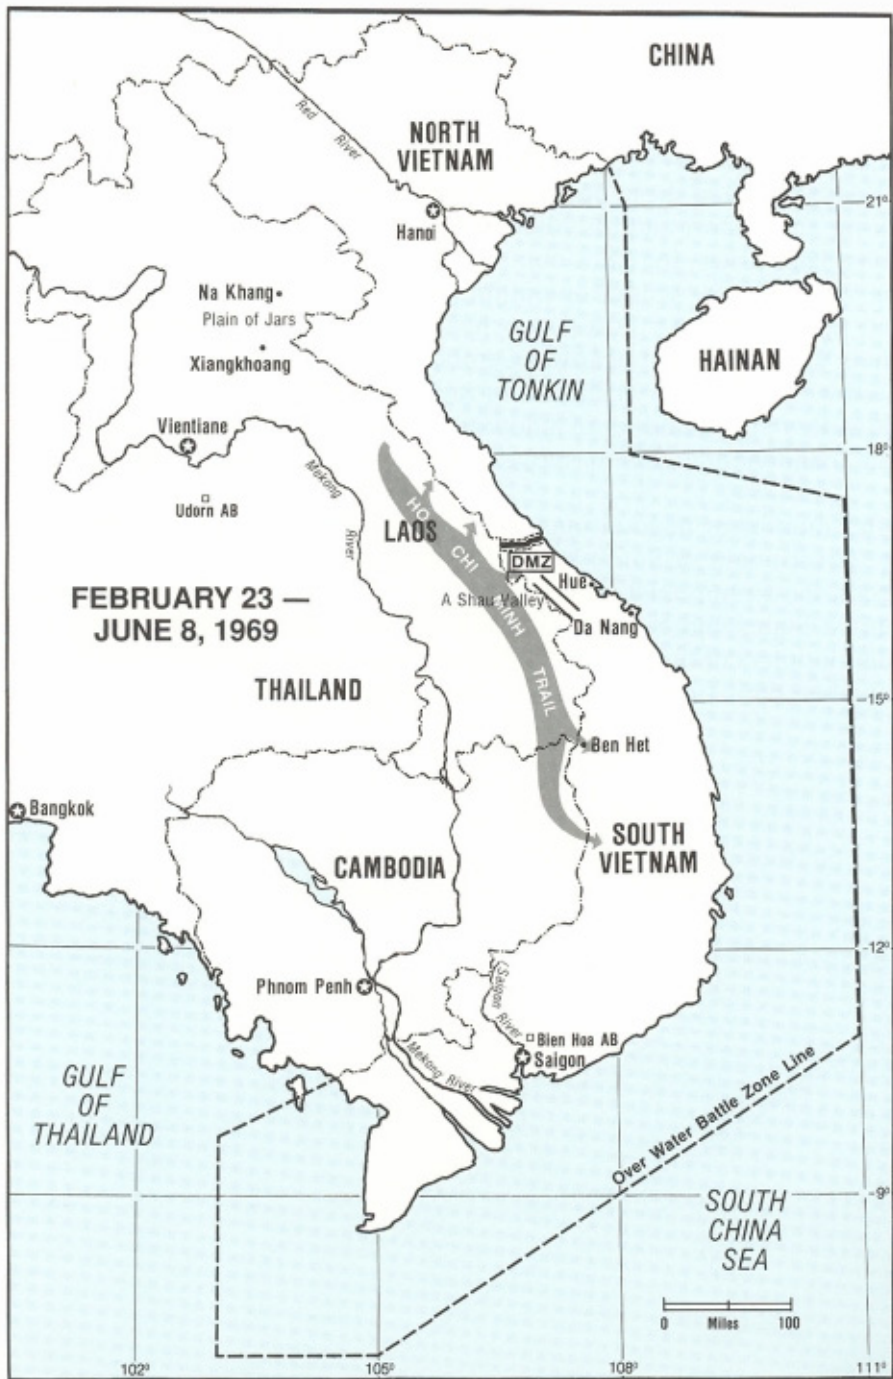 CHINA
Red
River
NORTH
VIETNAM
21°
Hanoi
Na Khang
Plain of Jars
Xiangkhoang
GULF
OF
TONKIN
HAINAN
Vientiane
18°
Mekong
River
Udorn AB
LAOS
HO
CHI
MINH
TRAIL
DMZ
Hue
A Shau Valley
Da Nang
FEBRUARY 23 —
JUNE 8, 1969
THAILAND
15°
Ben Het
Bangkok
SOUTH
VIETNAM
CAMBODIA
12°
Phnom Penh
(Saigon
River
Bien Hoa AB
Saigon
Mekong River
GULF
OF
THAILAND
Over Water Battle Zone Line
9°
SOUTH
CHINA
SEA
0 Miles 100
102° 105° 108° 111°